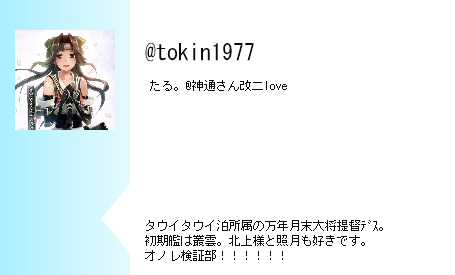 @tokin1977
たる。@神通さん改二love
タウイタウイ泊所属の万年月末大将提督ﾃﾞｽ。
初期艦は叢雲。北上様と照月も好きです。
オノレ検証部！！！！！！